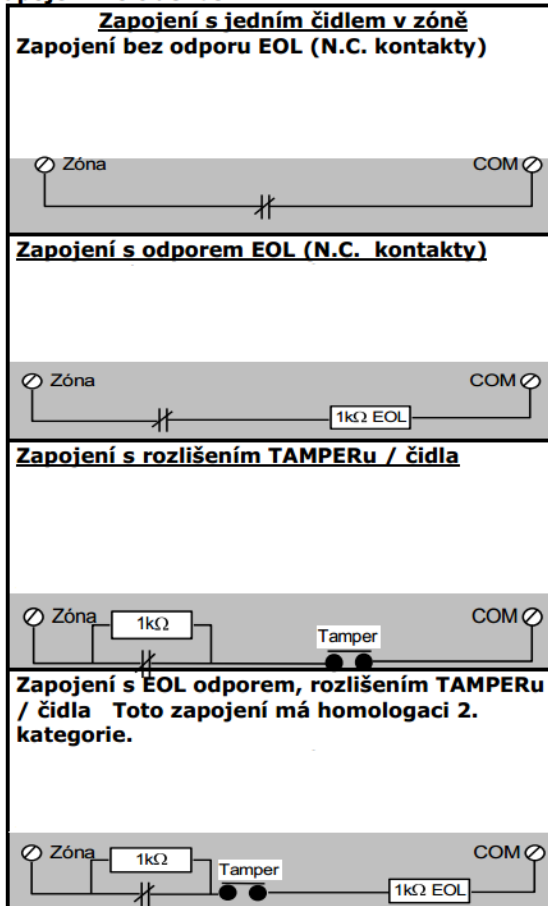 Zapojení s jedním čidlem v zóně
Zapojení bez odporu EOL (N.C. kontakty)
Zóna COM
Zapojení s odporem EOL (N.C. kontakty)
Zóna COM
1kΩ EOL
Zapojení s rozlišením TAMPERu / čidla
Zóna 1kΩ COM
Tamper
Zapojení s EOL odporem, rozlišením TAMPERu
/ čidla Toto zapojení má homologaci 2.
kategorie.
Zóna 1kΩ COM
Tamper
1kΩ EOL